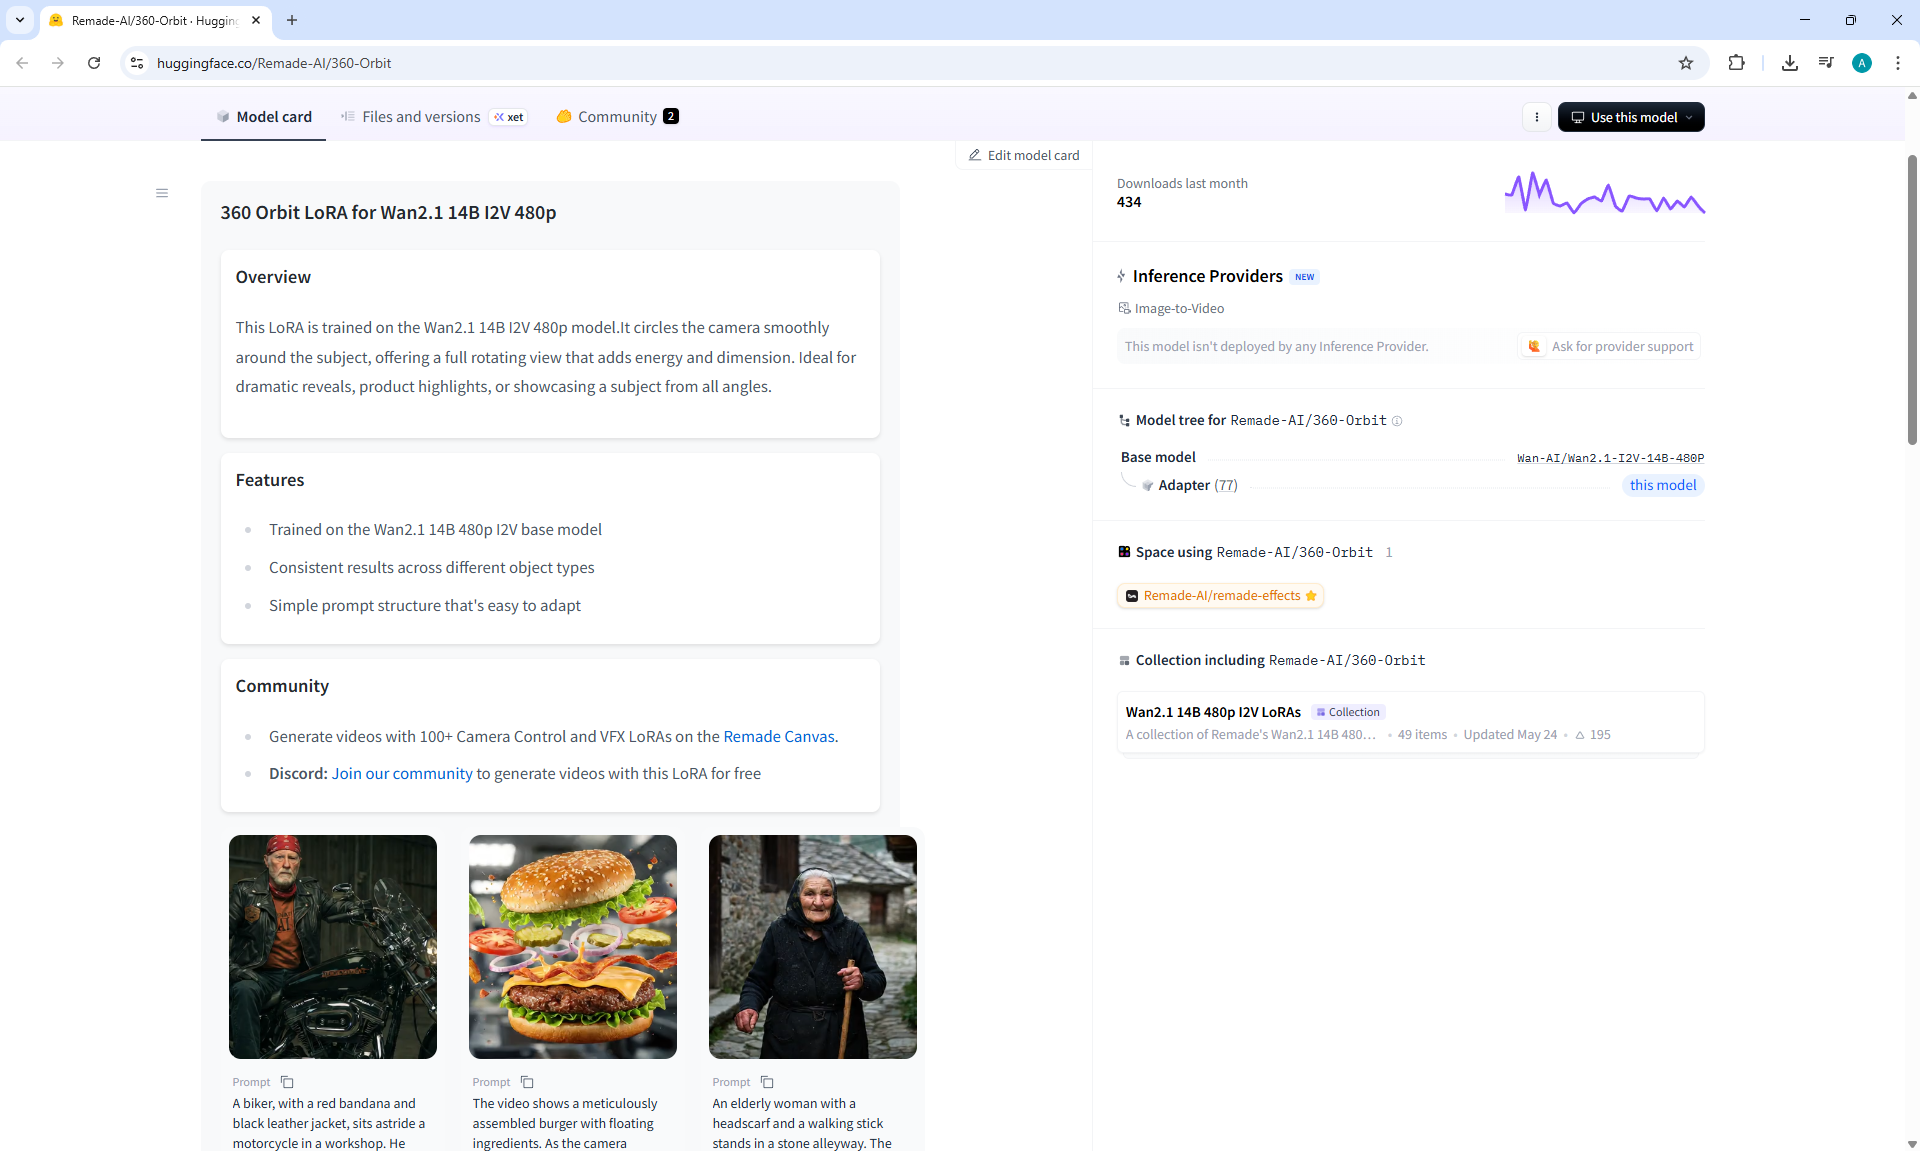 Remade-AI/360-Orbit · Hugging
huggingface.co/Remade-AI/360-Orbit
A
Model card
Files and versions
xet
Community 2
Use this model
Edit model card
360 Orbit LoRA for Wan2.1 14B I2V 480p
Overview
This LoRA is trained on the Wan2.1 14B I2V 480p model.It circles the camera smoothly
around the subject, offering a full rotating view that adds energy and dimension. Ideal for
dramatic reveals, product highlights, or showcasing a subject from all angles.
Features
Trained on the Wan2.1 14B 480p I2V base model
Consistent results across different object types
Simple prompt structure that's easy to adapt
Community
Generate videos with 100+ Camera Control and VFX LoRAs on the Remade Canvas.
Discord: Join our community to generate videos with this LoRA for free
Prompt
A biker, with a red bandana and
black leather jacket, sits astride a
motorcycle in a workshop. He
Prompt
The video shows a meticulously
assembled burger with floating
ingredients. As the camera
Prompt
An elderly woman with a
headscarf and a walking stick
stands in a stone alleyway. The
Downloads last month
434
Inference Providers NEW
Image-to-Video
This model isn't deployed by any Inference Provider.
Ask for provider support
Model tree for Remade-AI/360-Orbit
Base model
Wan-AI/Wan2.1-I2V-14B-480P
Adapter (77)
this model
Space using Remade-AI/360-Orbit 1
Remade-AI/remade-effects
Collection including Remade-AI/360-Orbit
Wan2.1 14B 480p I2V LoRAs
Collection
A collection of Remade's Wan2.1 14B 480… • 49 items • Updated May 24 • 195